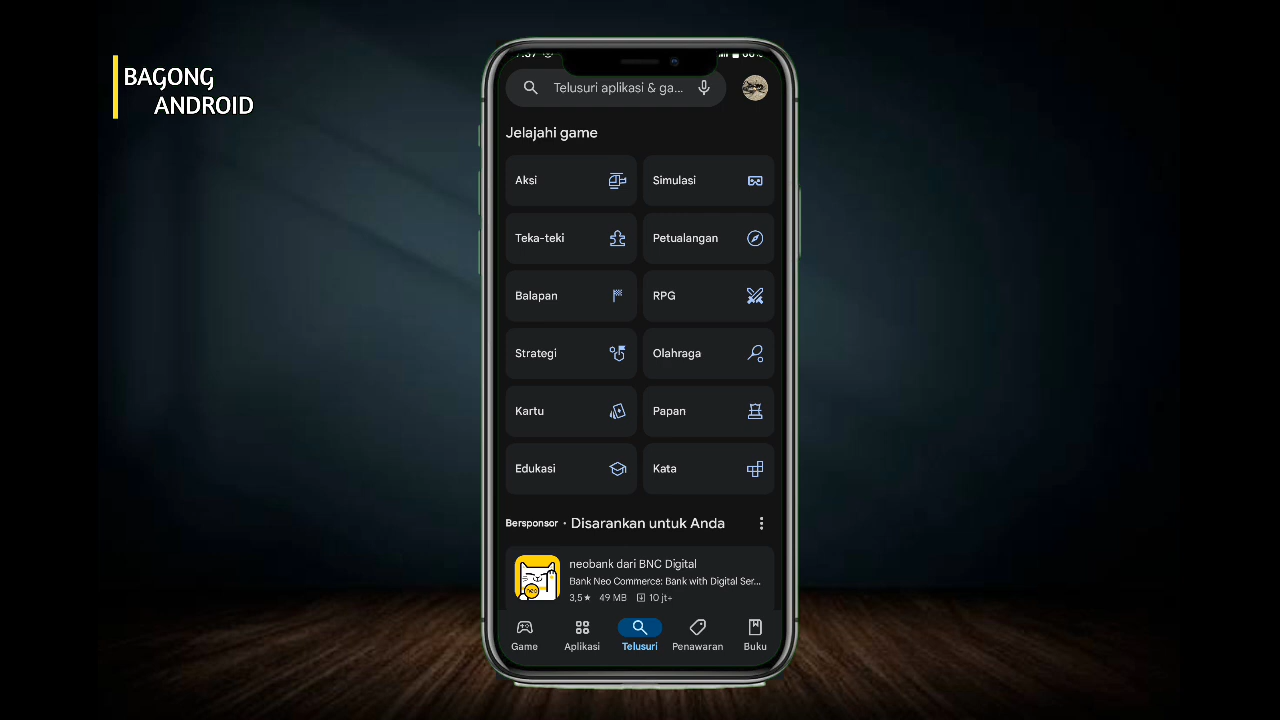 BAGONG
ANDROID
Telusuri aplikasi & ga...
Jelajahi game
Aksi
Simulasi
Teka-teki
Petualangan
Balapan
RPG
Strategi
Olahraga
Kartu
Papan
Edukasi
Kata
Bersponsor • Disarankan untuk Anda
neobank dari BNC Digital
Bank Neo Commerce: Bank with Digital Ser...
3,5★ 49 MB 10 jt+
neo
Game
Aplikasi
Telusuri
Penawaran
Buku